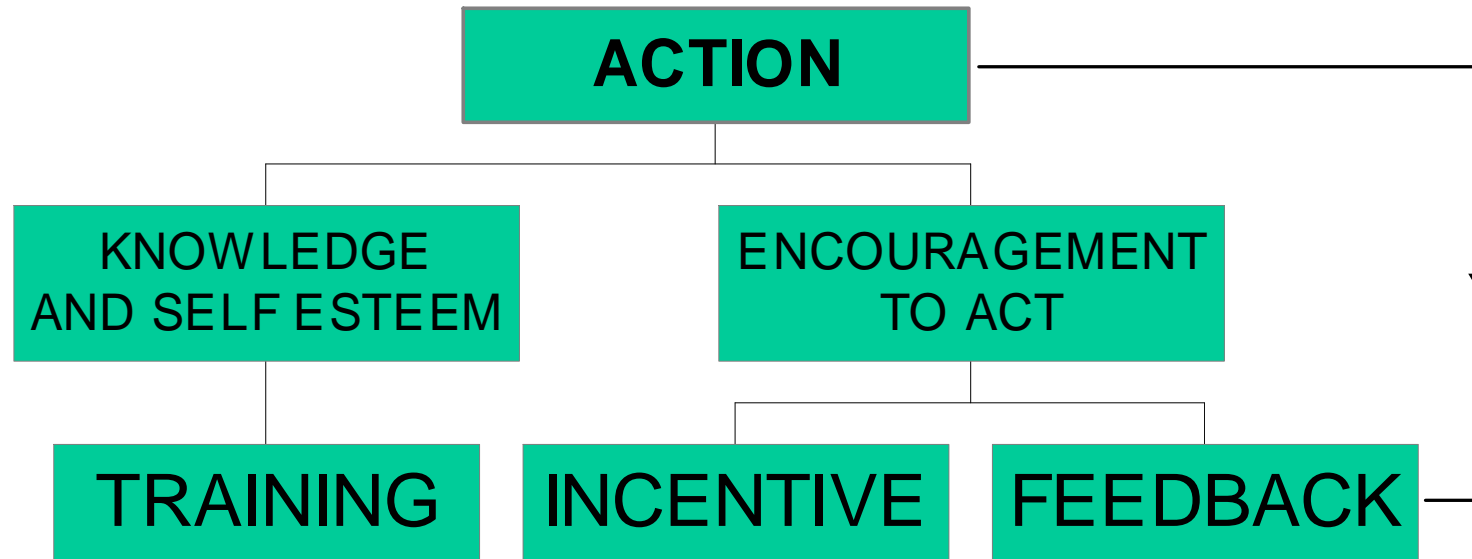 ACTION
KNOWLEDGE
AND SELF ESTEEM
ENCOURAGEMENT
TO ACT
TRAINING
INCENTIVE
FEEDBACK